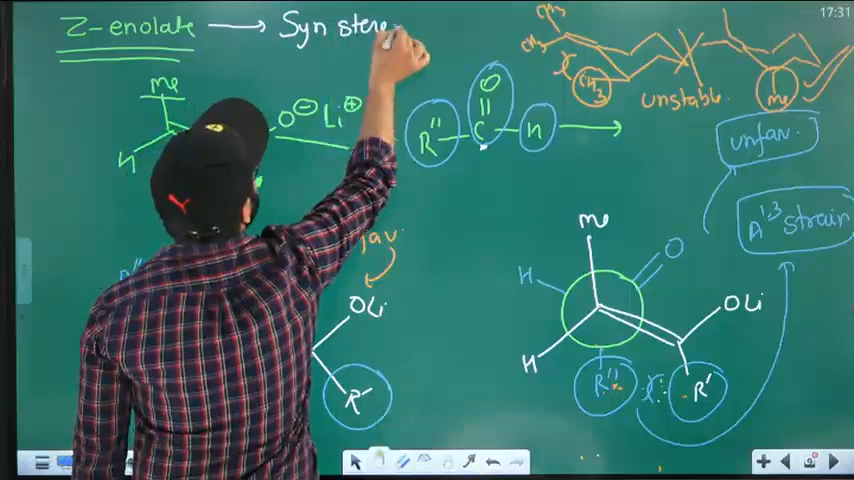 Z-enolate → Syn stere
CH3
CH3
CH3
unstable
me
17:31
me
H
O⊖ Li⊕
R'' - C - H →
O
unfav.
A1,3 strain
fav.
OLi
R'
me
H
O
H
OLi
R''
R'